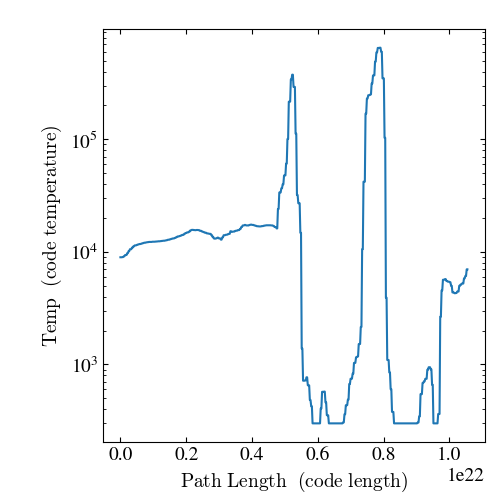 10^5
10^4
10^3
Temp (code temperature)
0.0 0.2 0.4 0.6 0.8 1.0
1e22
Path Length (code length)